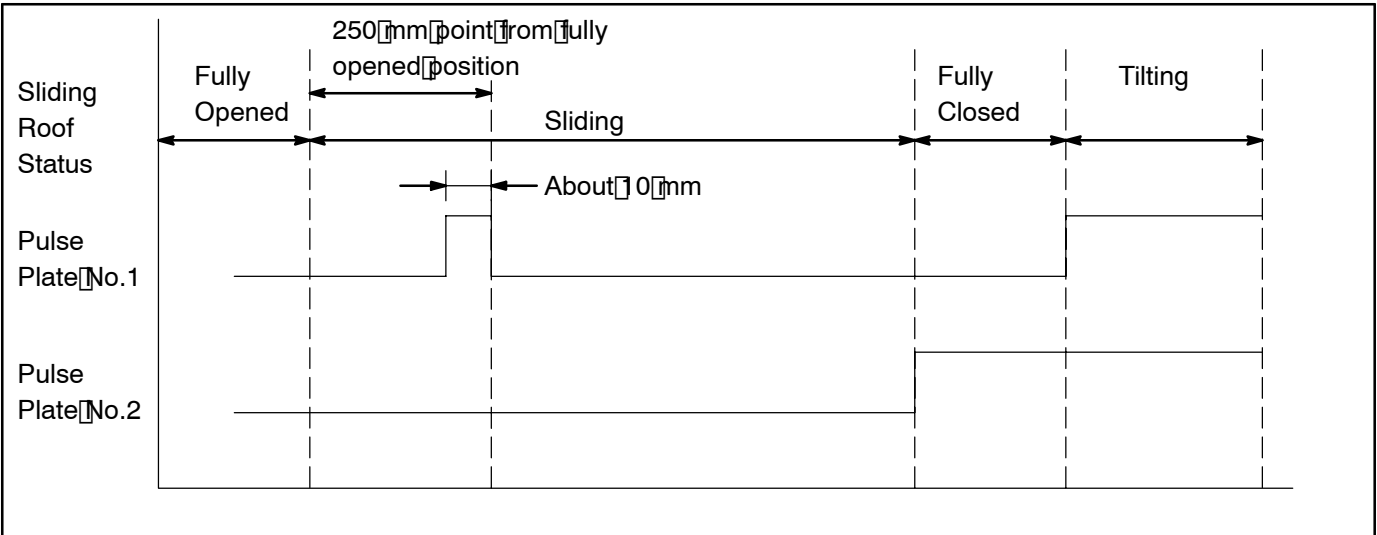 250 mm point from fully
opened position
Fully
Opened
Fully
Closed
Tilting
Sliding
Roof
Status
Sliding
About 10 mm
Pulse
Plate No.1
Pulse
Plate No.2